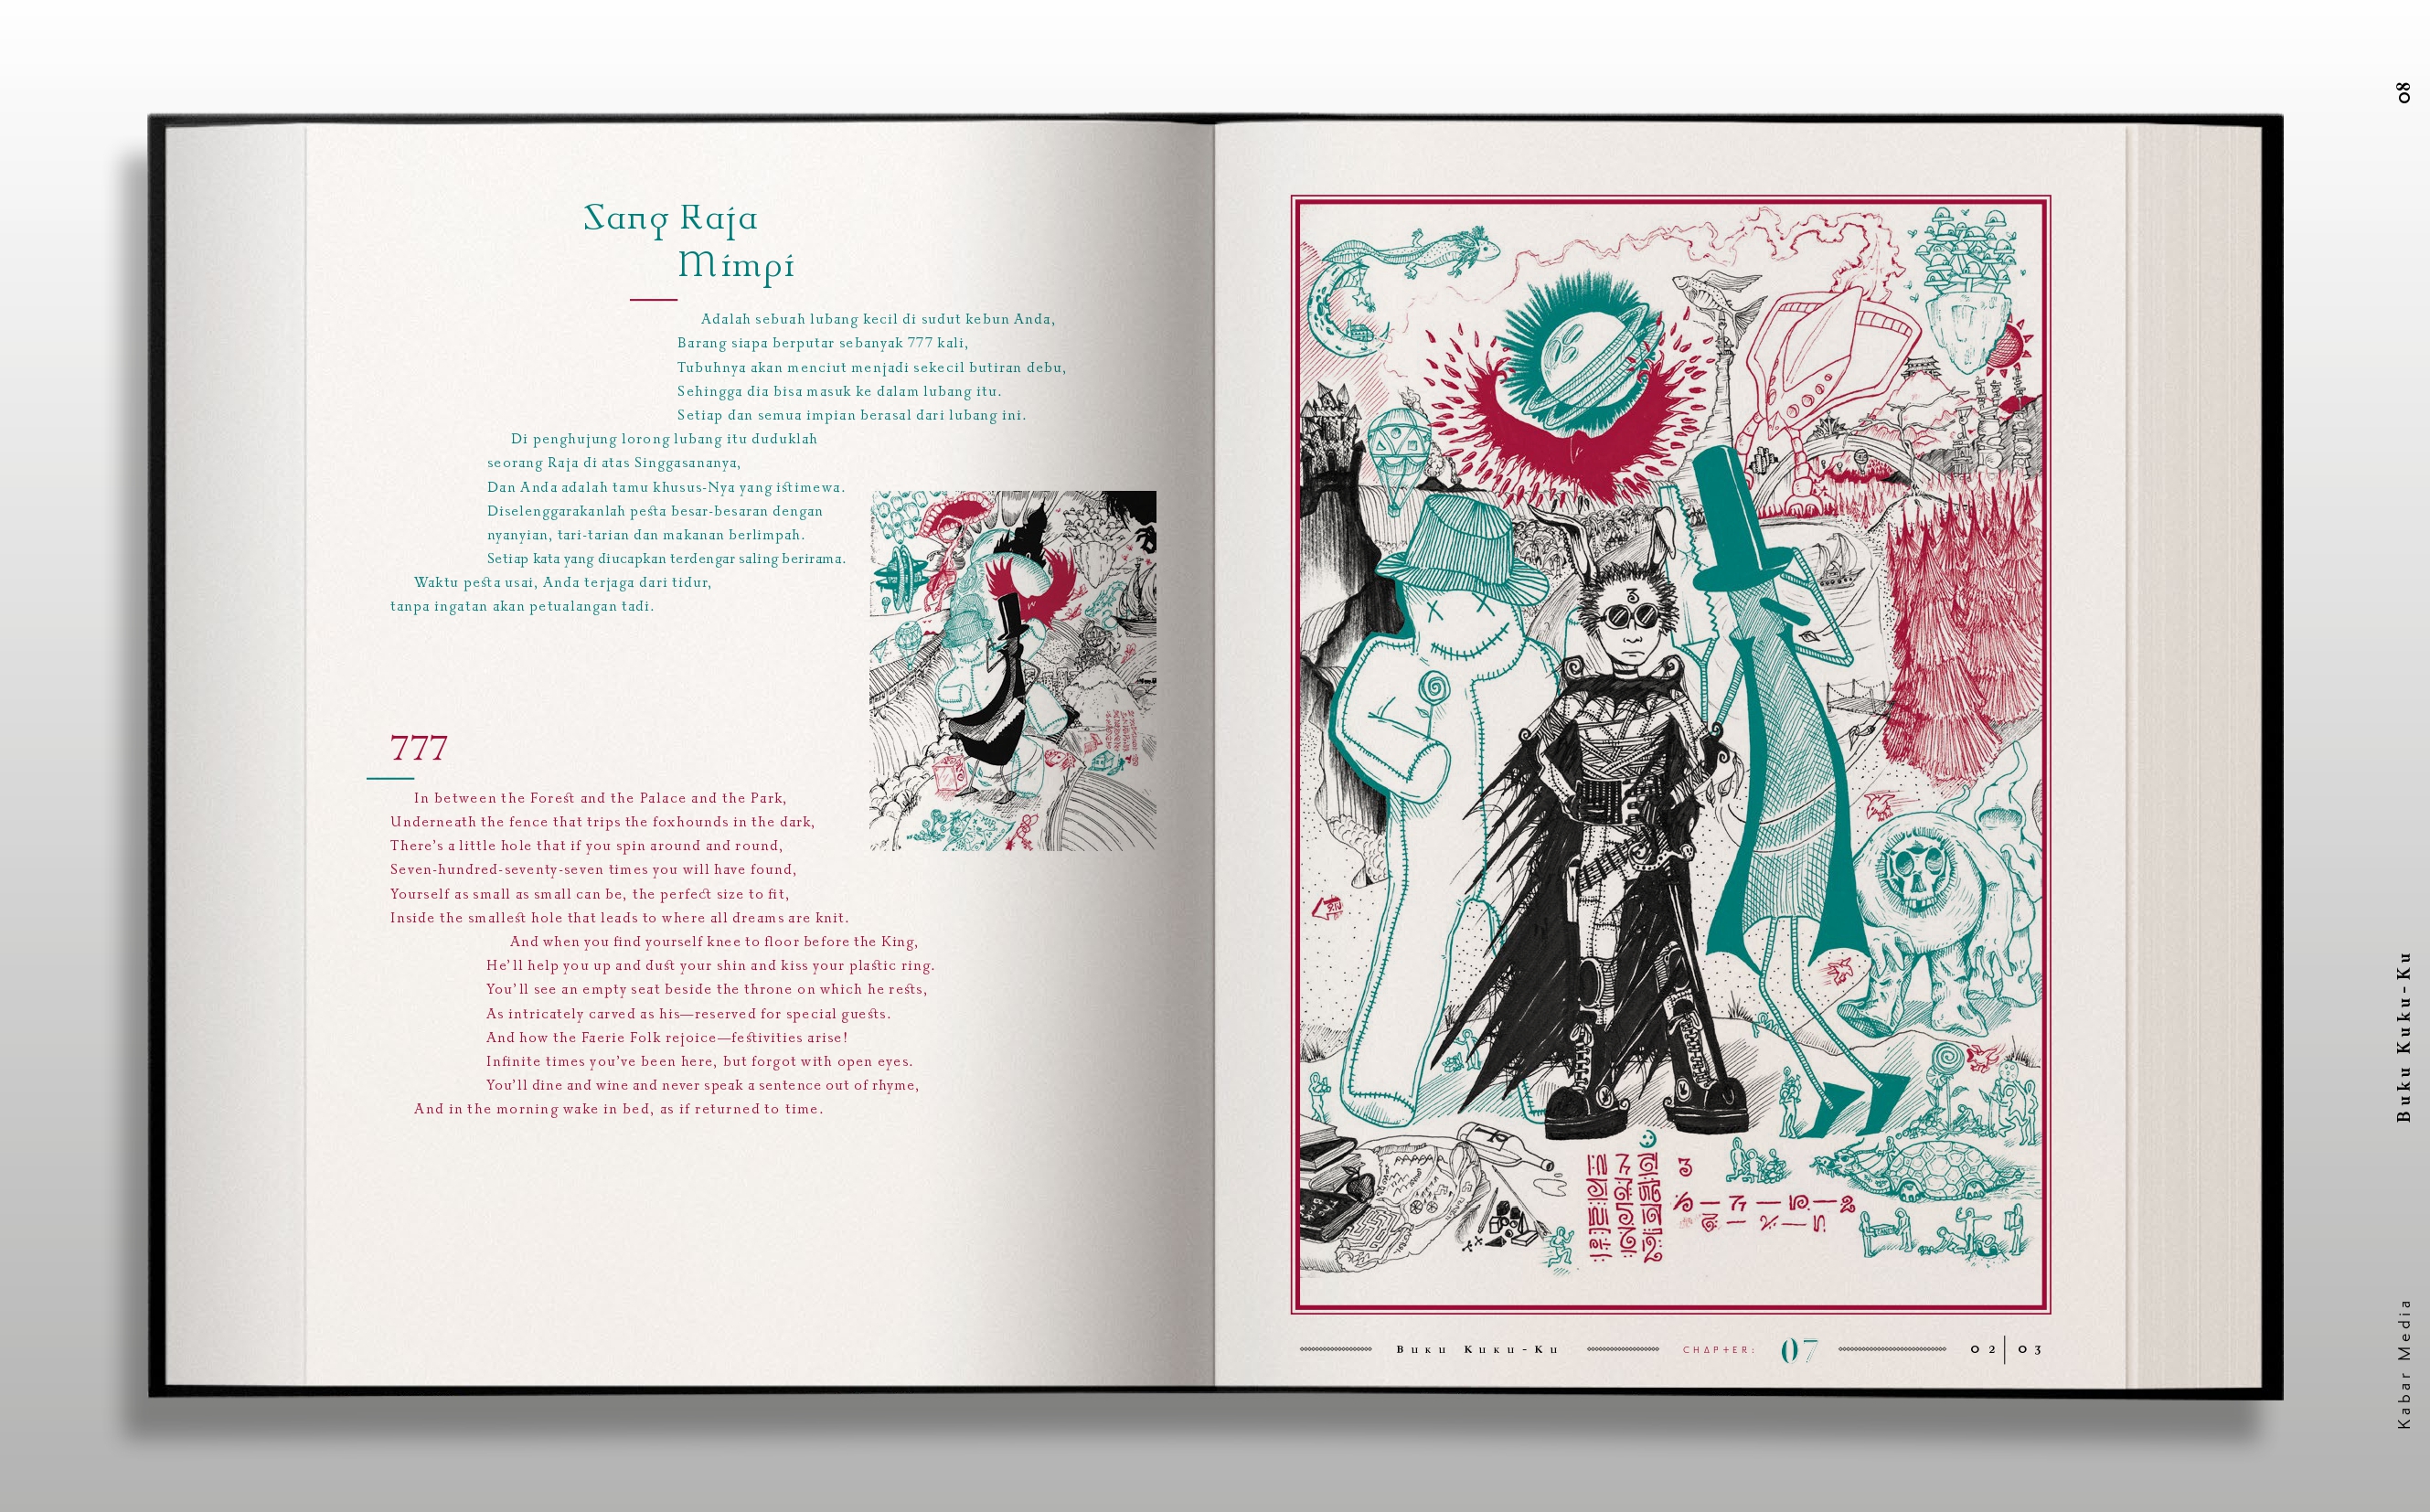 Sang Raja
Mimpi
Adalah sebuah lubang kecil di sudut kebun Anda,
Barang siapa berputar sebanyak 777 kali,
Tubuhnya akan menciut menjadi sekecil butiran debu,
Sehingga dia bisa masuk ke dalam lubang itu.
Setiap dan semua impian berasal dari lubang ini.
Di penghujung lorong lubang itu duduklah
seorang Raja di atas Singgasananya,
Dan Anda adalah tamu khusus-Nya yang istimewa.
Diselenggarakanlah pesta besar-besaran dengan
nyanyian, tari-tarian dan makanan berlimpah.
Setiap kata yang diucapkan terdengar saling berirama.
Waktu pesta usai, Anda terjaga dari tidur,
tanpa ingatan akan petualangan tadi.
777
In between the Forest and the Palace and the Park,
Underneath the fence that trips the foxhounds in the dark,
There's a little hole that if you spin around and round,
Seven-hundred-seventy-seven times you will have found,
Yourself as small as small can be, the perfect size to fit,
Inside the smallest hole that leads to where all dreams are knit.
And when you find yourself knee to floor before the King,
He'll help you up and dust your shin and kiss your plastic ring.
You'll see an empty seat beside the throne on which he rests,
As intricately carved as his—reserved for special guests.
And how the Faerie Folk rejoice—festivities arise!
Infinite times you've been here, but forgot with open eyes.
You'll dine and wine and never speak a sentence out of rhyme,
And in the morning wake in bed, as if returned to time.
Buku Kuku-Ku
CHAPTER:
07
02 | 03
08
Buku Kuku-Ku
Kabar Media